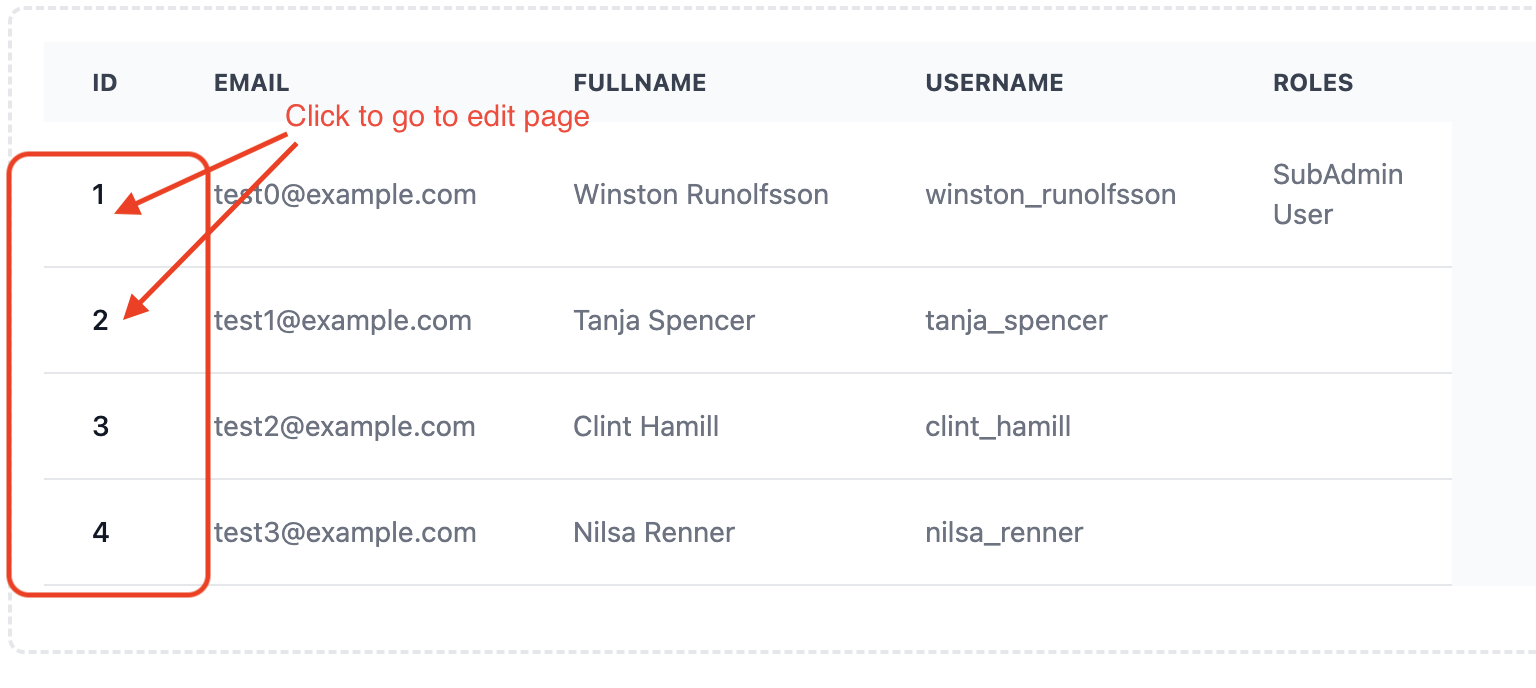 ID EMAIL FULLNAME USERNAME ROLES
Click to go to edit page
1 test0@example.com Winston Runolfsson winston_runolfsson SubAdmin
User
2 test1@example.com Tanja Spencer tanja_spencer
3 test2@example.com Clint Hamill clint_hamill
4 test3@example.com Nilsa Renner nilsa_renner